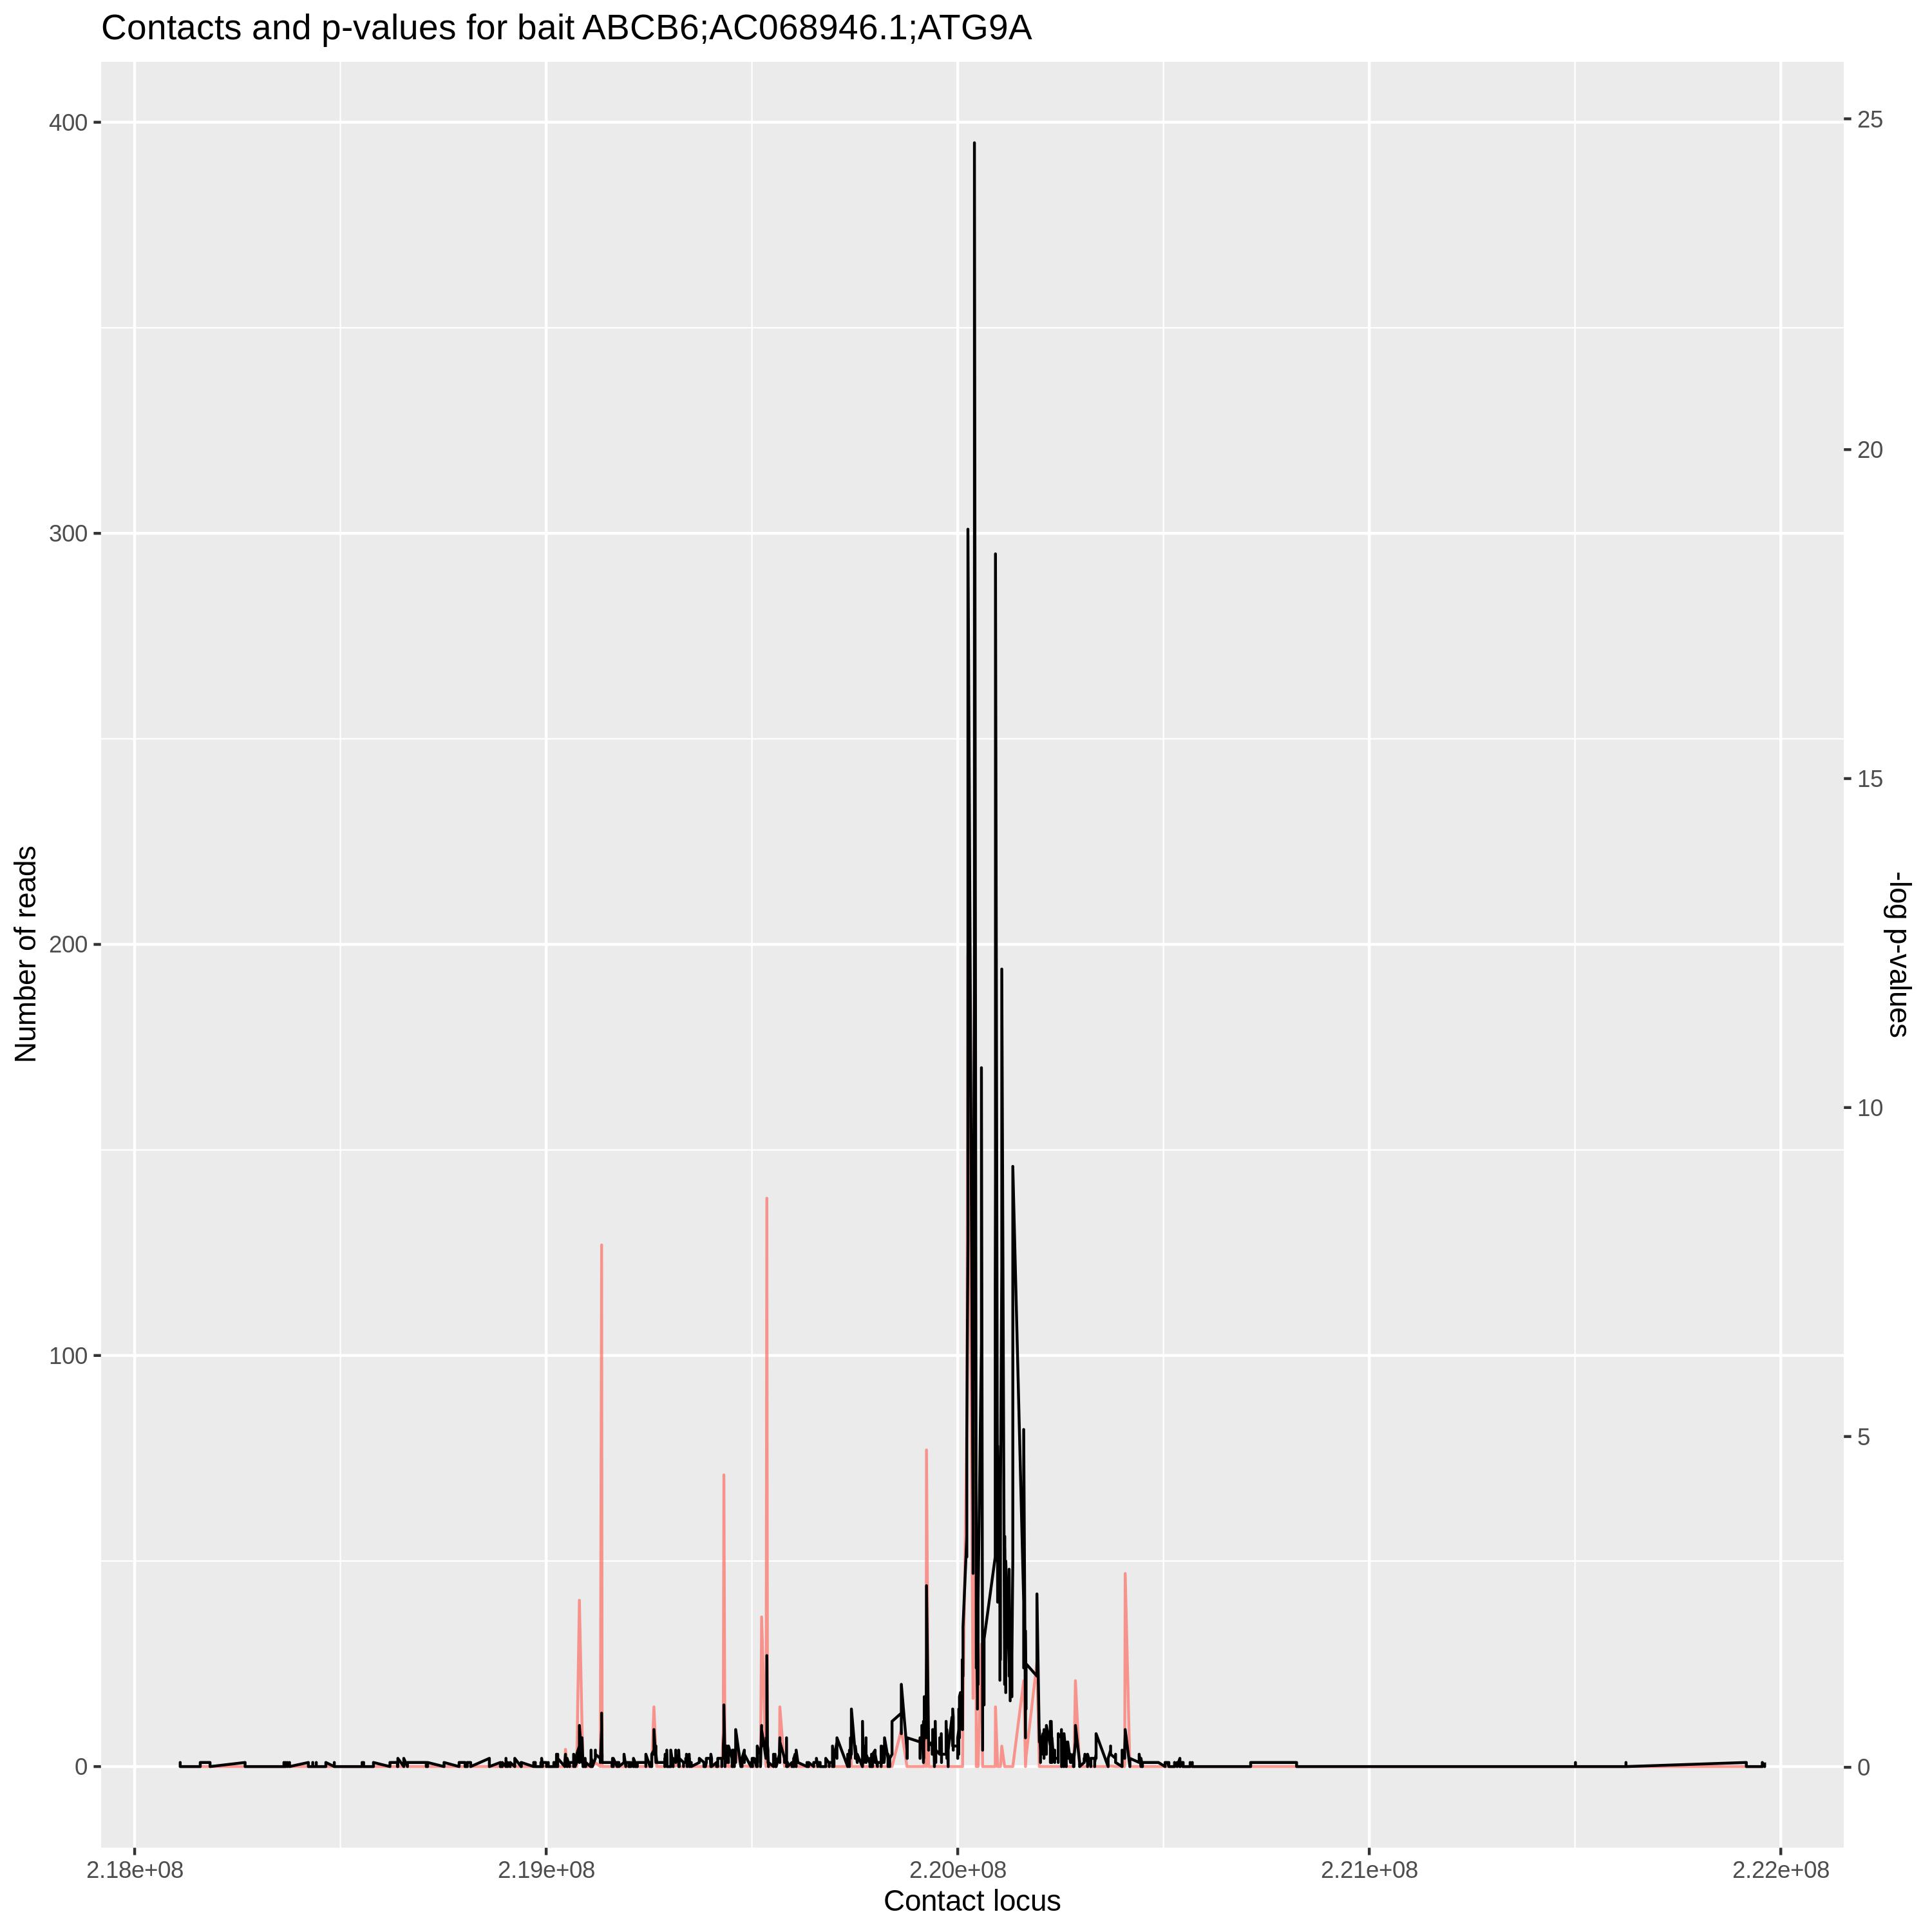 Contacts and p-values for bait ABCB6;AC068946.1;ATG9A
400
300
200
100
0
Number of reads
25
20
15
10
5
0
-log p-values
2.18e+08
2.19e+08
2.20e+08
2.21e+08
2.22e+08
Contact locus